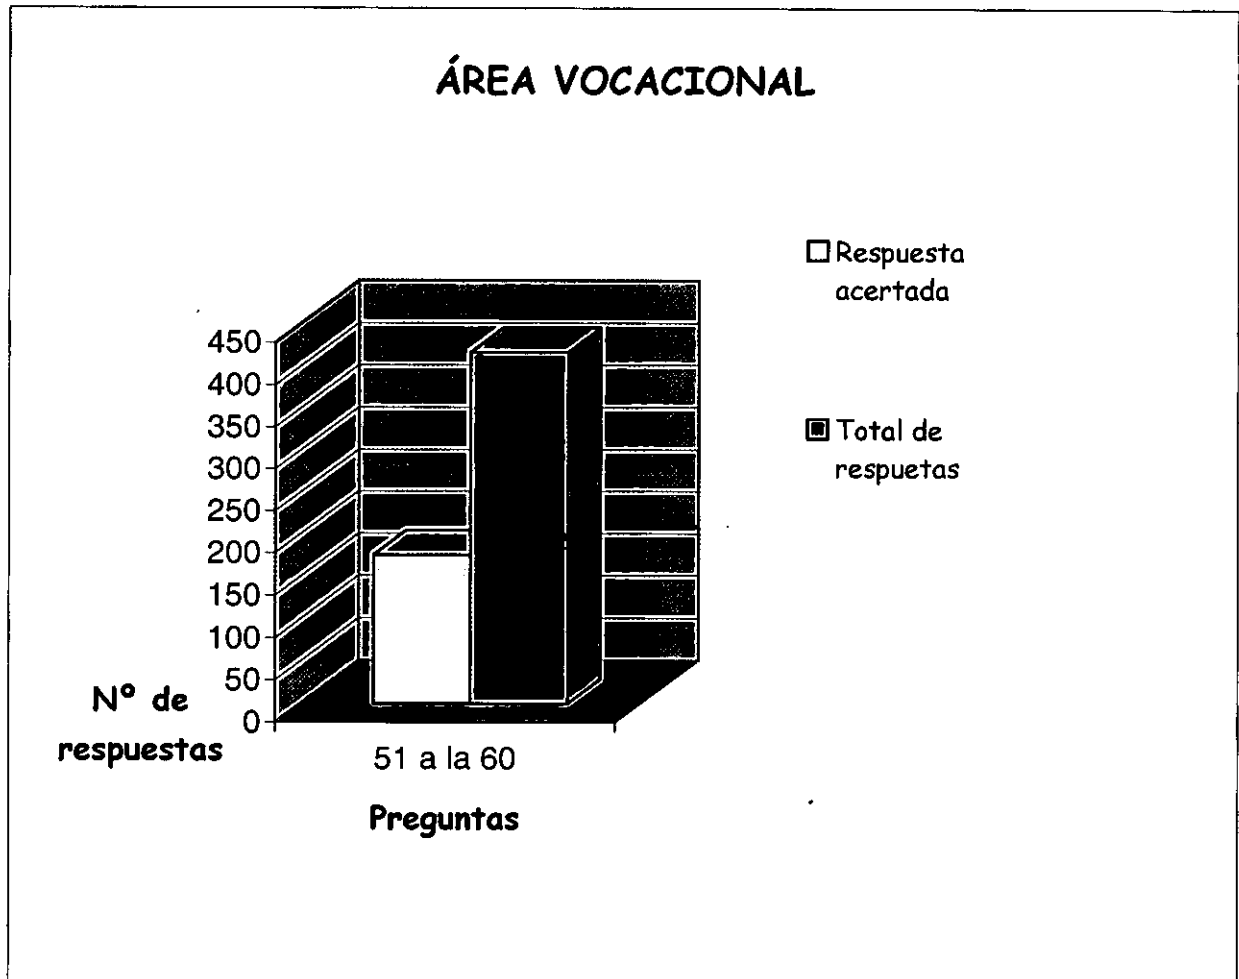 ÁREA VOCACIONAL
Respuesta
acertada
Total de
respuetas
450
400
350
300
250
200
150
100
50
0
Nº de
respuestas
51 a la 60
Preguntas